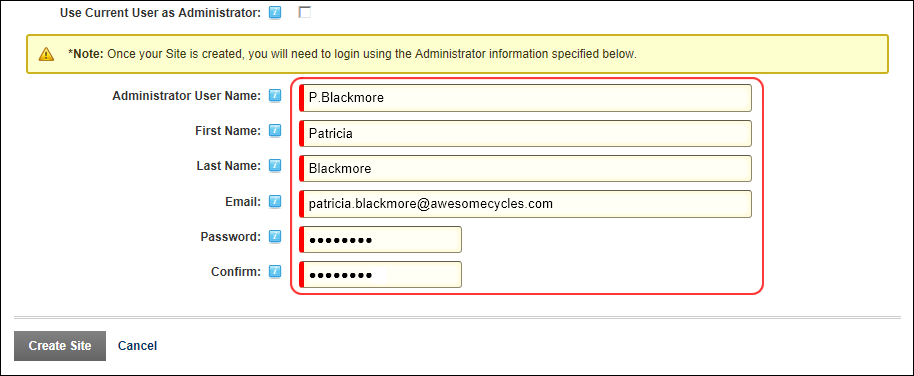 Use Current User as Administrator:
*Note: Once your Site is created, you will need to login using the Administrator information specified below.
Administrator User Name: P.Blackmore
First Name: Patricia
Last Name: Blackmore
Email: patricia.blackmore@awesomecycles.com
Password: ●●●●●●●●
Confirm: ●●●●●●●●
Create Site Cancel